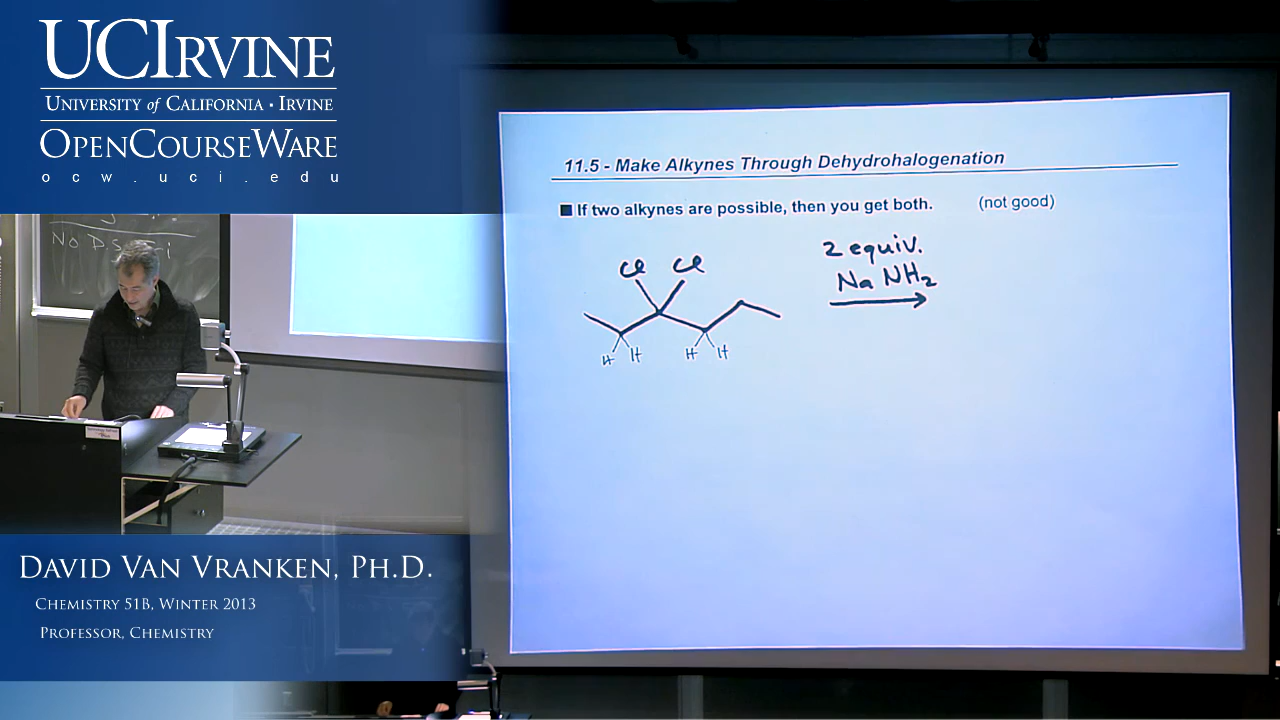 UCIRVINE
UNIVERSITY of CALIFORNIA · IRVINE
OPENCOURSEWARE
ocw.uci.edu
No
11.5 - Make Alkynes Through Dehydrohalogenation
If two alkynes are possible, then you get both. (not good)
Cl Cl
2 equiv.
NaNH2
H H H H
DAVID VAN VRANKEN, PH.D.
CHEMISTRY 51B, WINTER 2013
PROFESSOR, CHEMISTRY